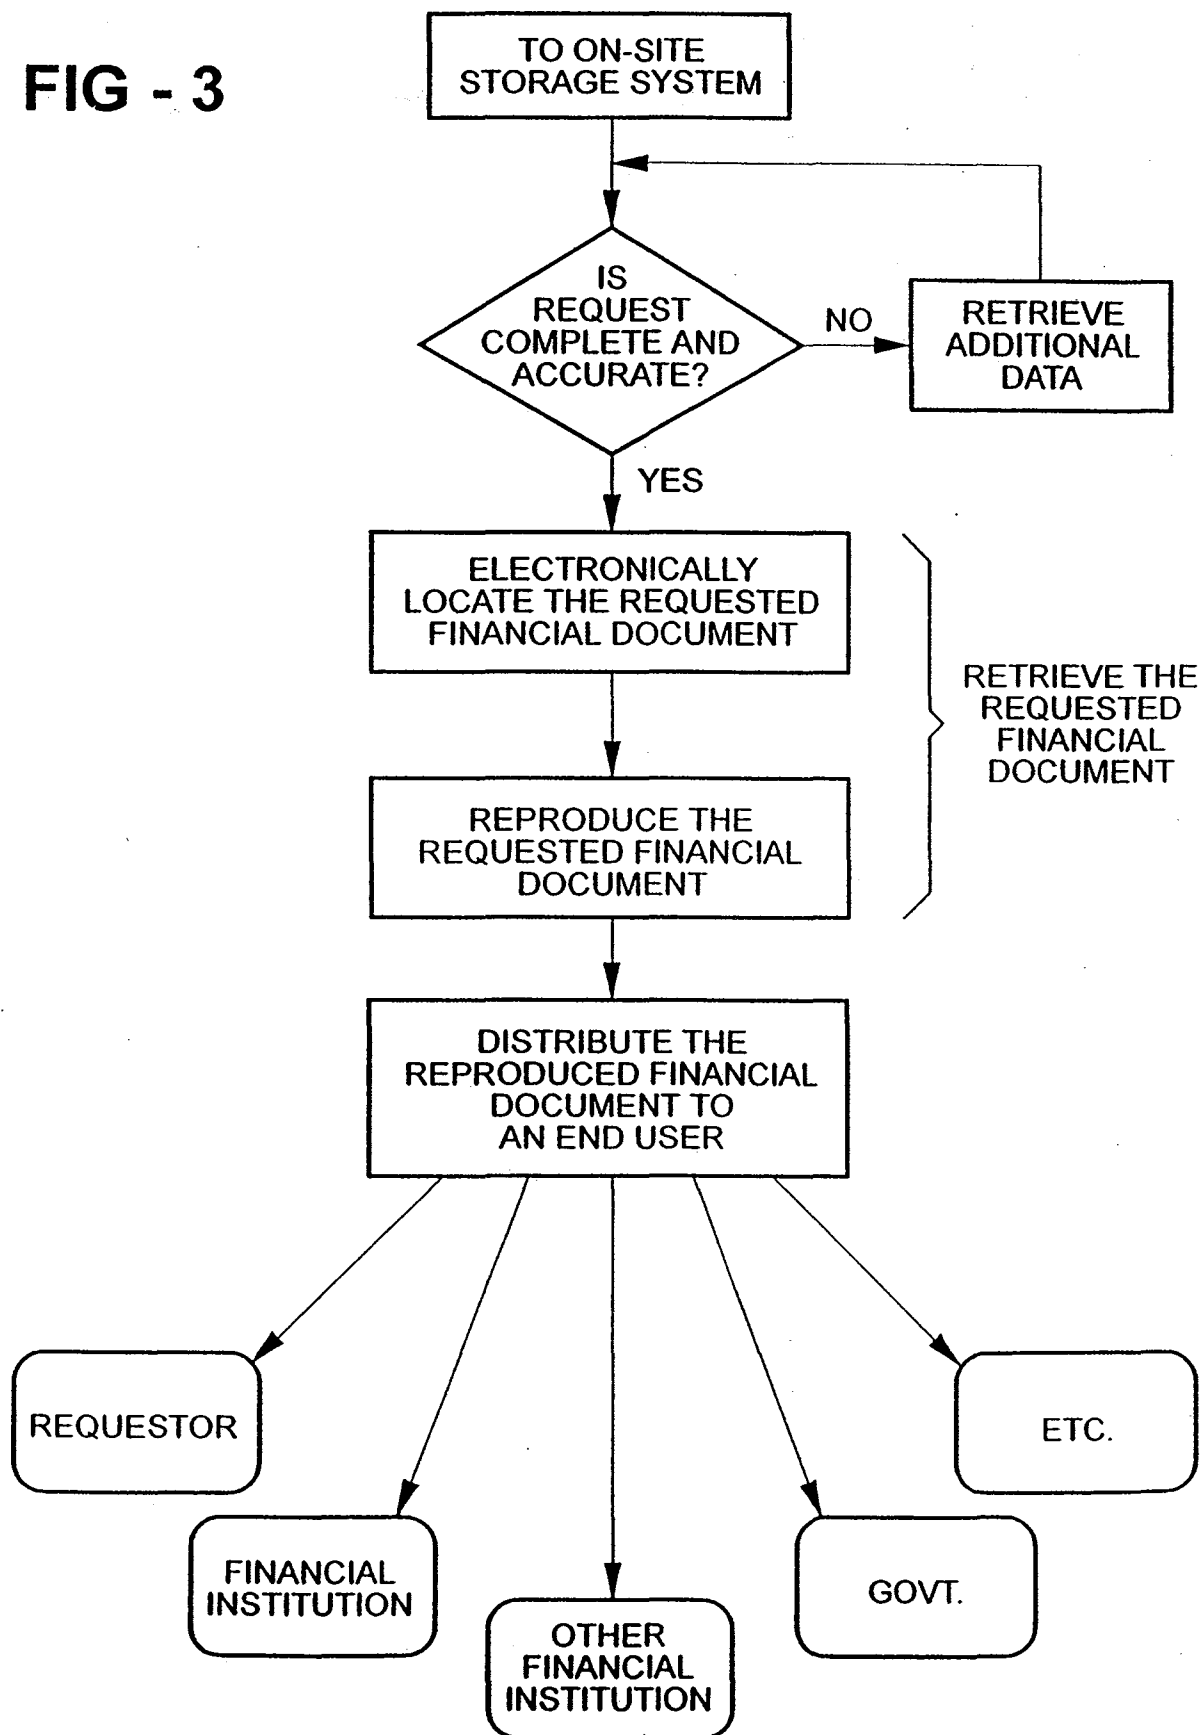 FIG - 3
TO ON-SITE
STORAGE SYSTEM
IS
REQUEST
COMPLETE AND
ACCURATE?
NO
RETRIEVE
ADDITIONAL
DATA
YES
ELECTRONICALLY
LOCATE THE REQUESTED
FINANCIAL DOCUMENT
RETRIEVE THE
REQUESTED
FINANCIAL
DOCUMENT
REPRODUCE THE
REQUESTED FINANCIAL
DOCUMENT
DISTRIBUTE THE
REPRODUCED FINANCIAL
DOCUMENT TO
AN END USER
REQUESTOR
FINANCIAL
INSTITUTION
OTHER
FINANCIAL
INSTITUTION
GOVT.
ETC.